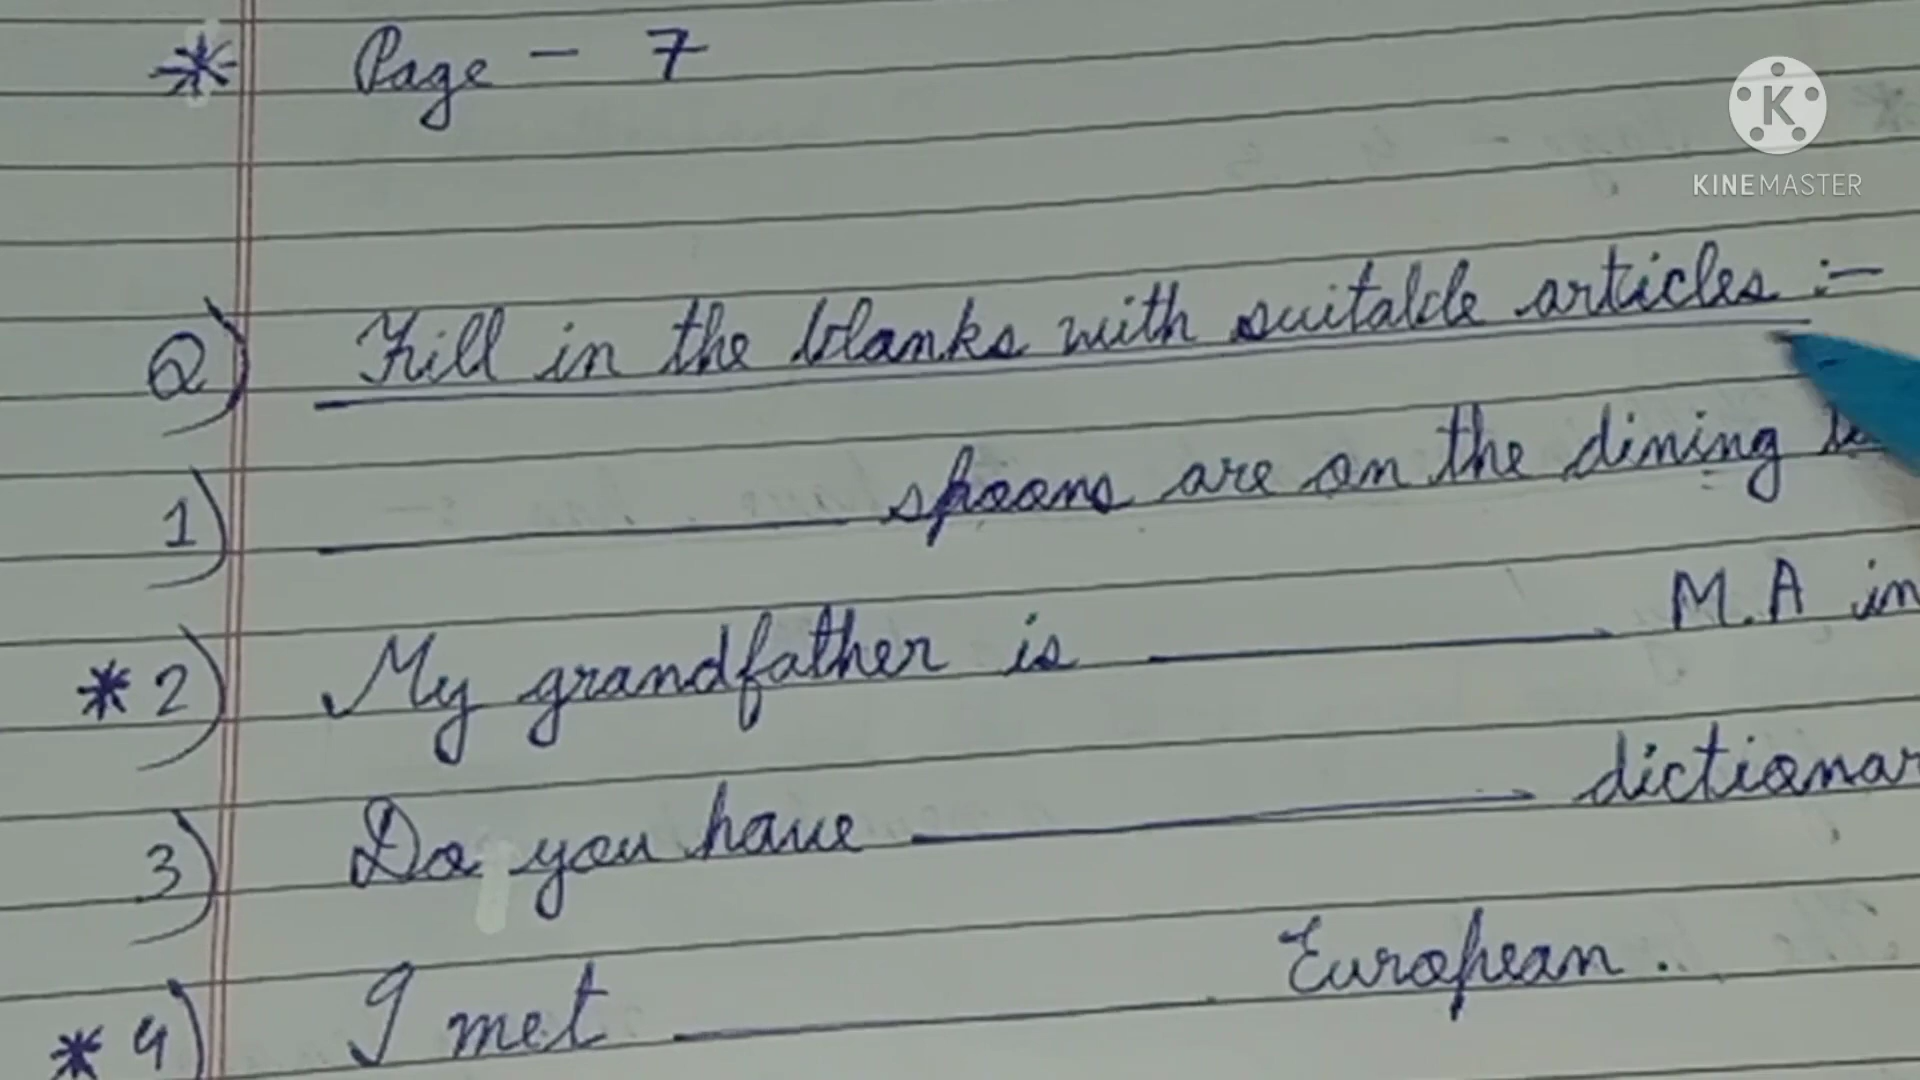 * Page - 7
K
KINEMASTER
Q) Fill in the blanks with suitable articles :-
1) ________ spoons are on the dining
*2) My grandfather is ________ M.A in
3) Do you have ________
*4) I met ________ European.